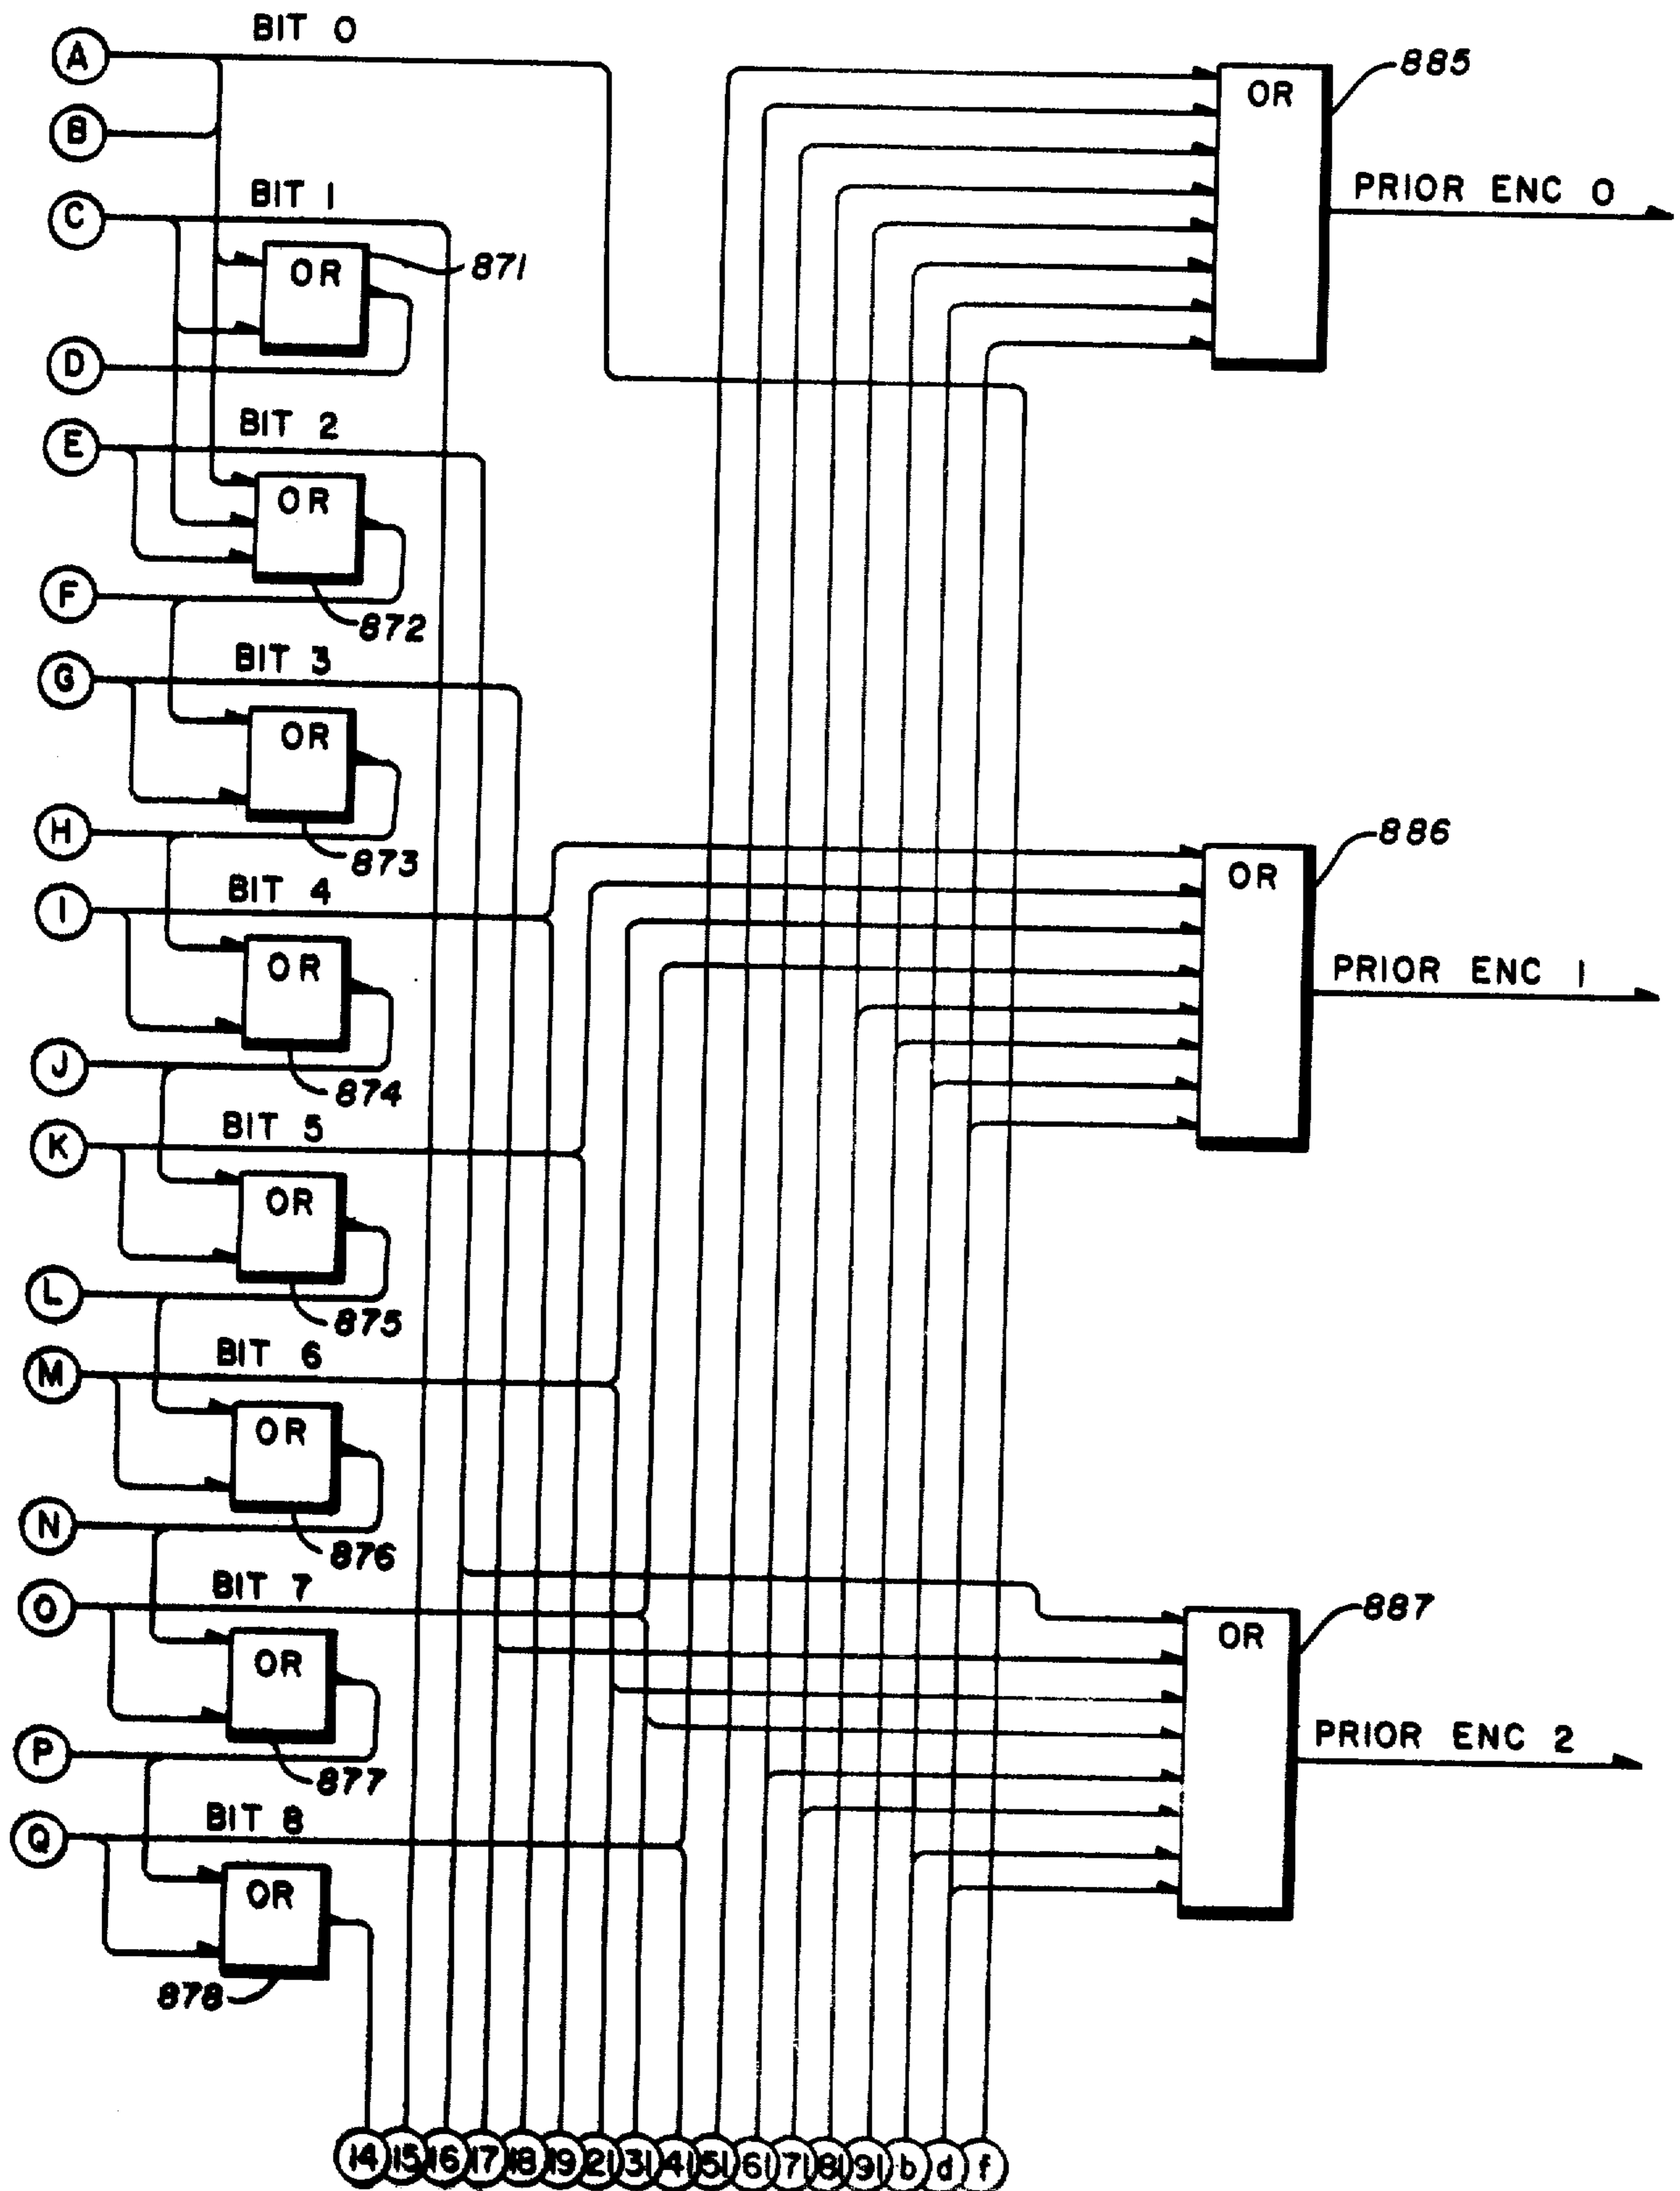 BIT 0
A
885
OR
B
PRIOR ENC 0
BIT 1
C
OR
871
D
BIT 2
E
OR
F
872
BIT 3
G
OR
H
886
873
OR
BIT 4
I
OR
PRIOR ENC 1
J
874
BIT 5
K
OR
L
875
BIT 6
M
OR
N
876
BIT 7
O
887
OR
OR
P
PRIOR ENC 2
877
BIT 8
Q
OR
878
14 15 16 17 18 19 21 31 41 51 61 71 81 91 b d f